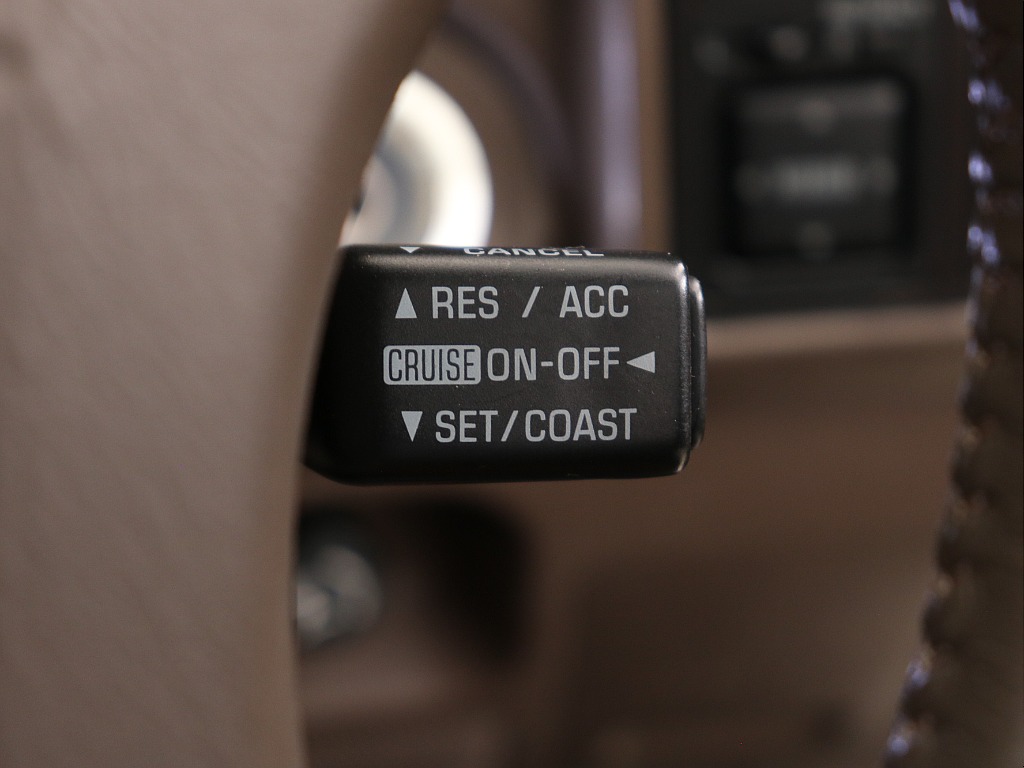 ▼ CANCEL
▲ RES / ACC
CRUISE ON-OFF ◀
▼ SET/COAST